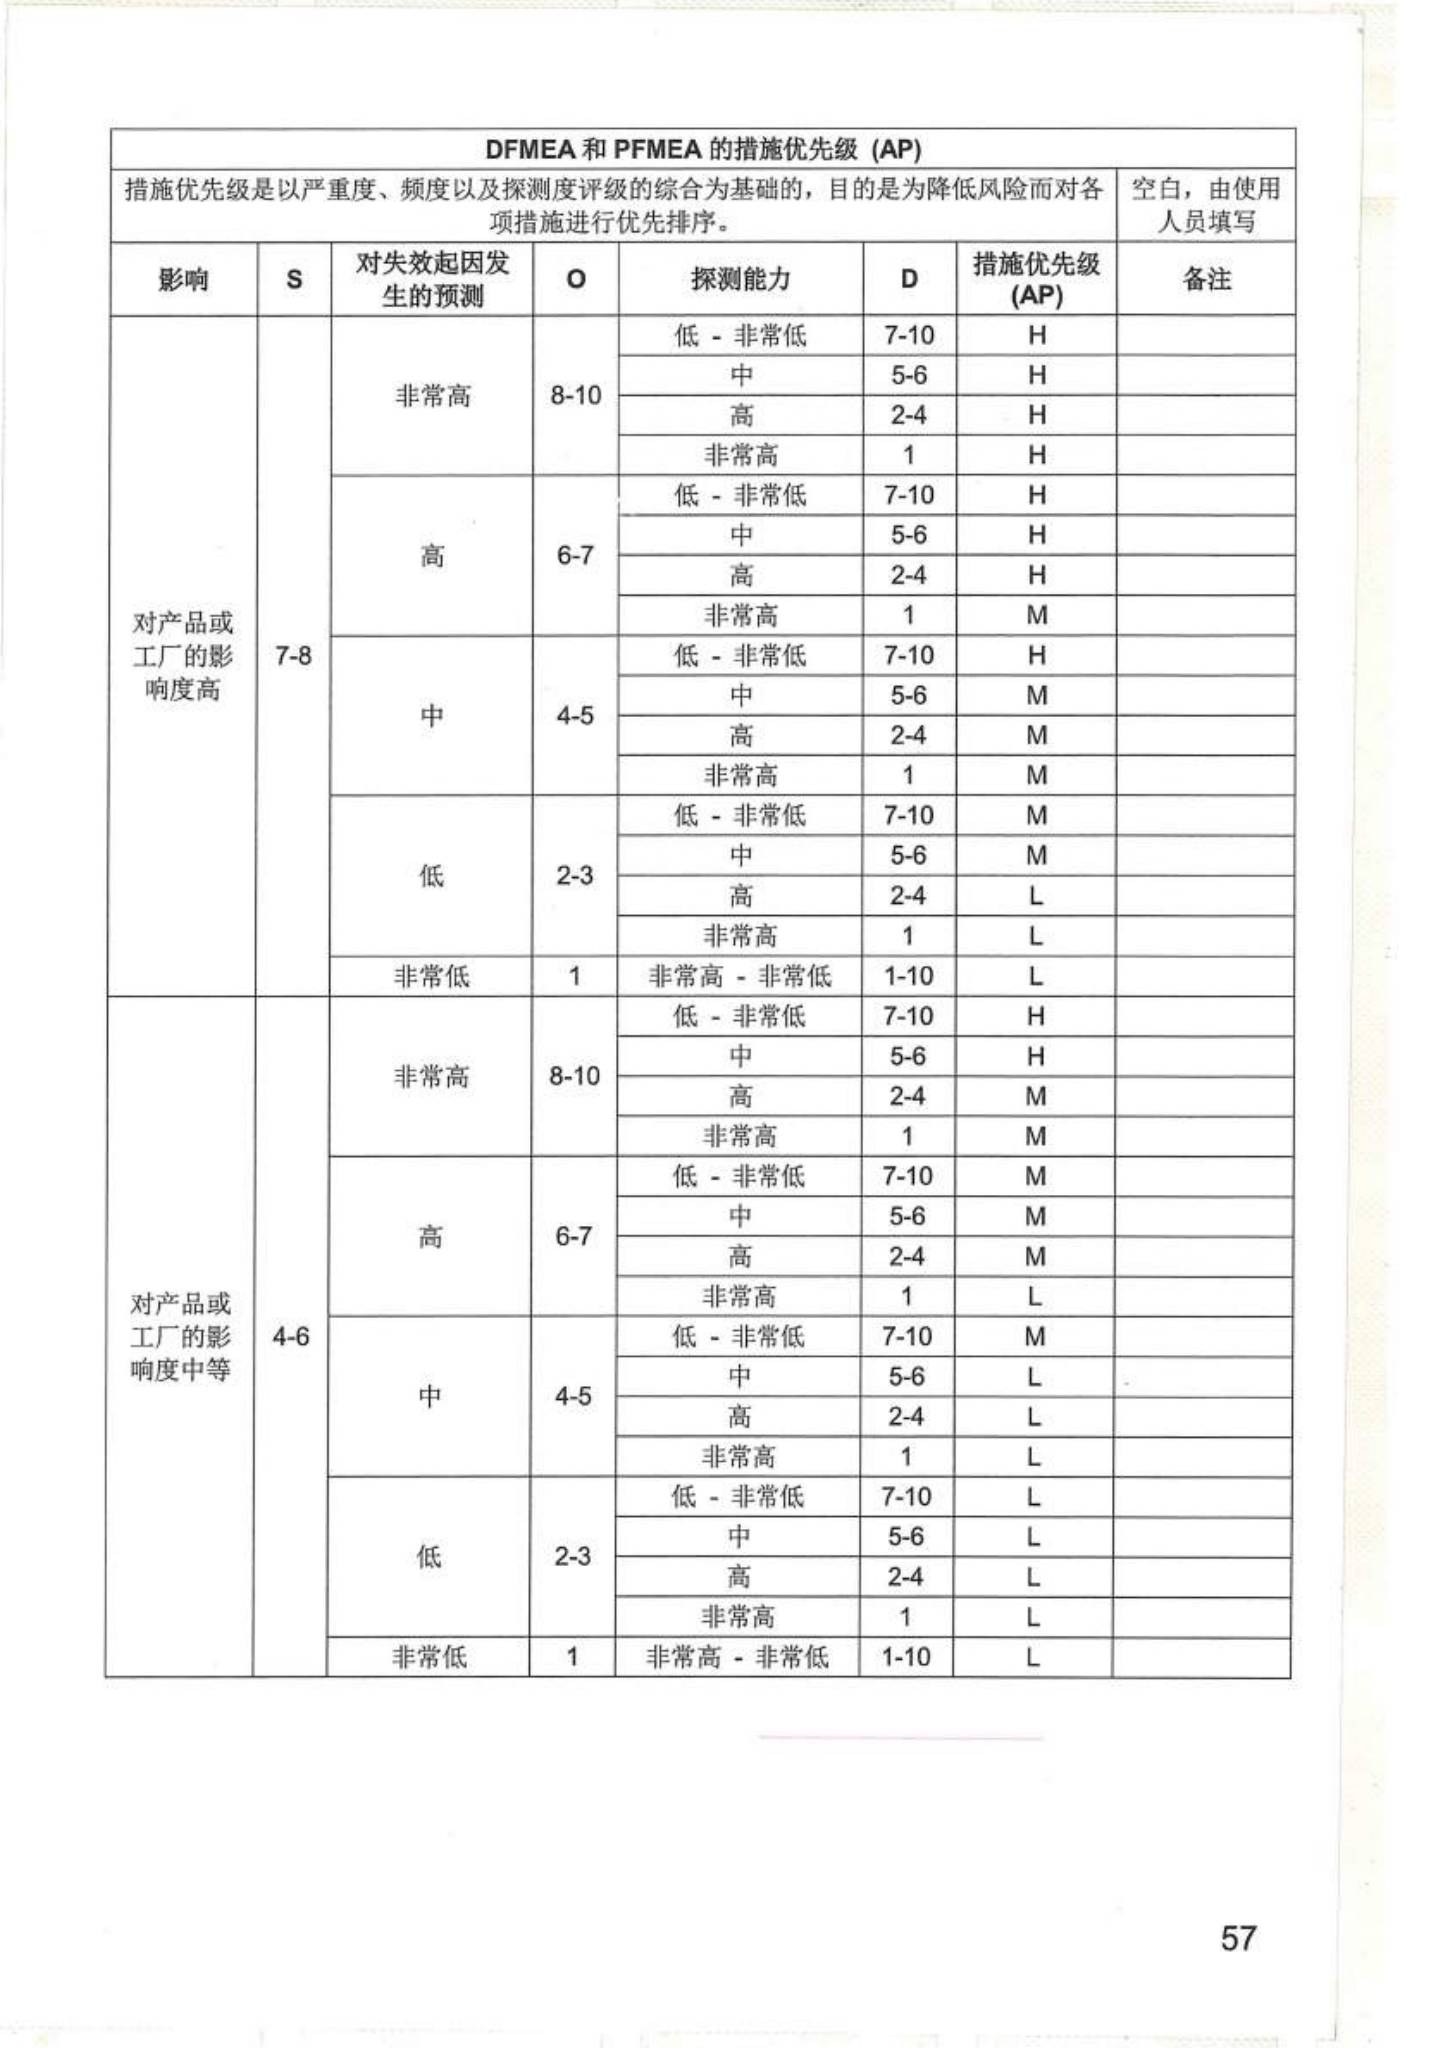 DFMEA 和 PFMEA 的措施优先级 (AP)
措施优先级是以严重度、频度以及探测度评级的综合为基础的，目的是为降低风险而对各
项措施进行优先排序。
空白，由使用
人员填写
影响 S 对失效起因发生的预测 O 探测能力 D 措施优先级 (AP) 备注
对产品或
工厂的影
响度高
7-8
非常高 8-10
低 - 非常低 7-10 H
中 5-6 H
高 2-4 H
非常高 1 H
高 6-7
低 - 非常低 7-10 H
中 5-6 H
高 2-4 H
非常高 1 M
中 4-5
低 - 非常低 7-10 H
中 5-6 M
高 2-4 M
非常高 1 M
低 2-3
低 - 非常低 7-10 M
中 5-6 M
高 2-4 L
非常高 1 L
非常低 1 非常高 - 非常低 1-10 L
对产品或
工厂的影
响度中等
4-6
非常高 8-10
低 - 非常低 7-10 H
中 5-6 H
高 2-4 M
非常高 1 M
高 6-7
低 - 非常低 7-10 M
中 5-6 M
高 2-4 M
非常高 1 L
中 4-5
低 - 非常低 7-10 M
中 5-6 L
高 2-4 L
非常高 1 L
低 2-3
低 - 非常低 7-10 L
中 5-6 L
高 2-4 L
非常高 1 L
非常低 1 非常高 - 非常低 1-10 L
57